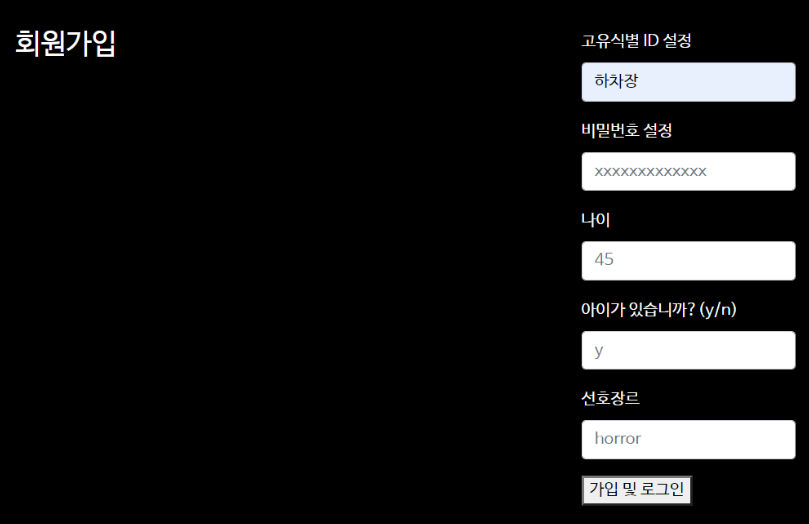 회원가입
고유식별 ID 설정
하차장
비밀번호 설정
xxxxxxxxxxxxx
나이
45
아이가 있습니까? (y/n)
y
선호장르
horror
가입 및 로그인